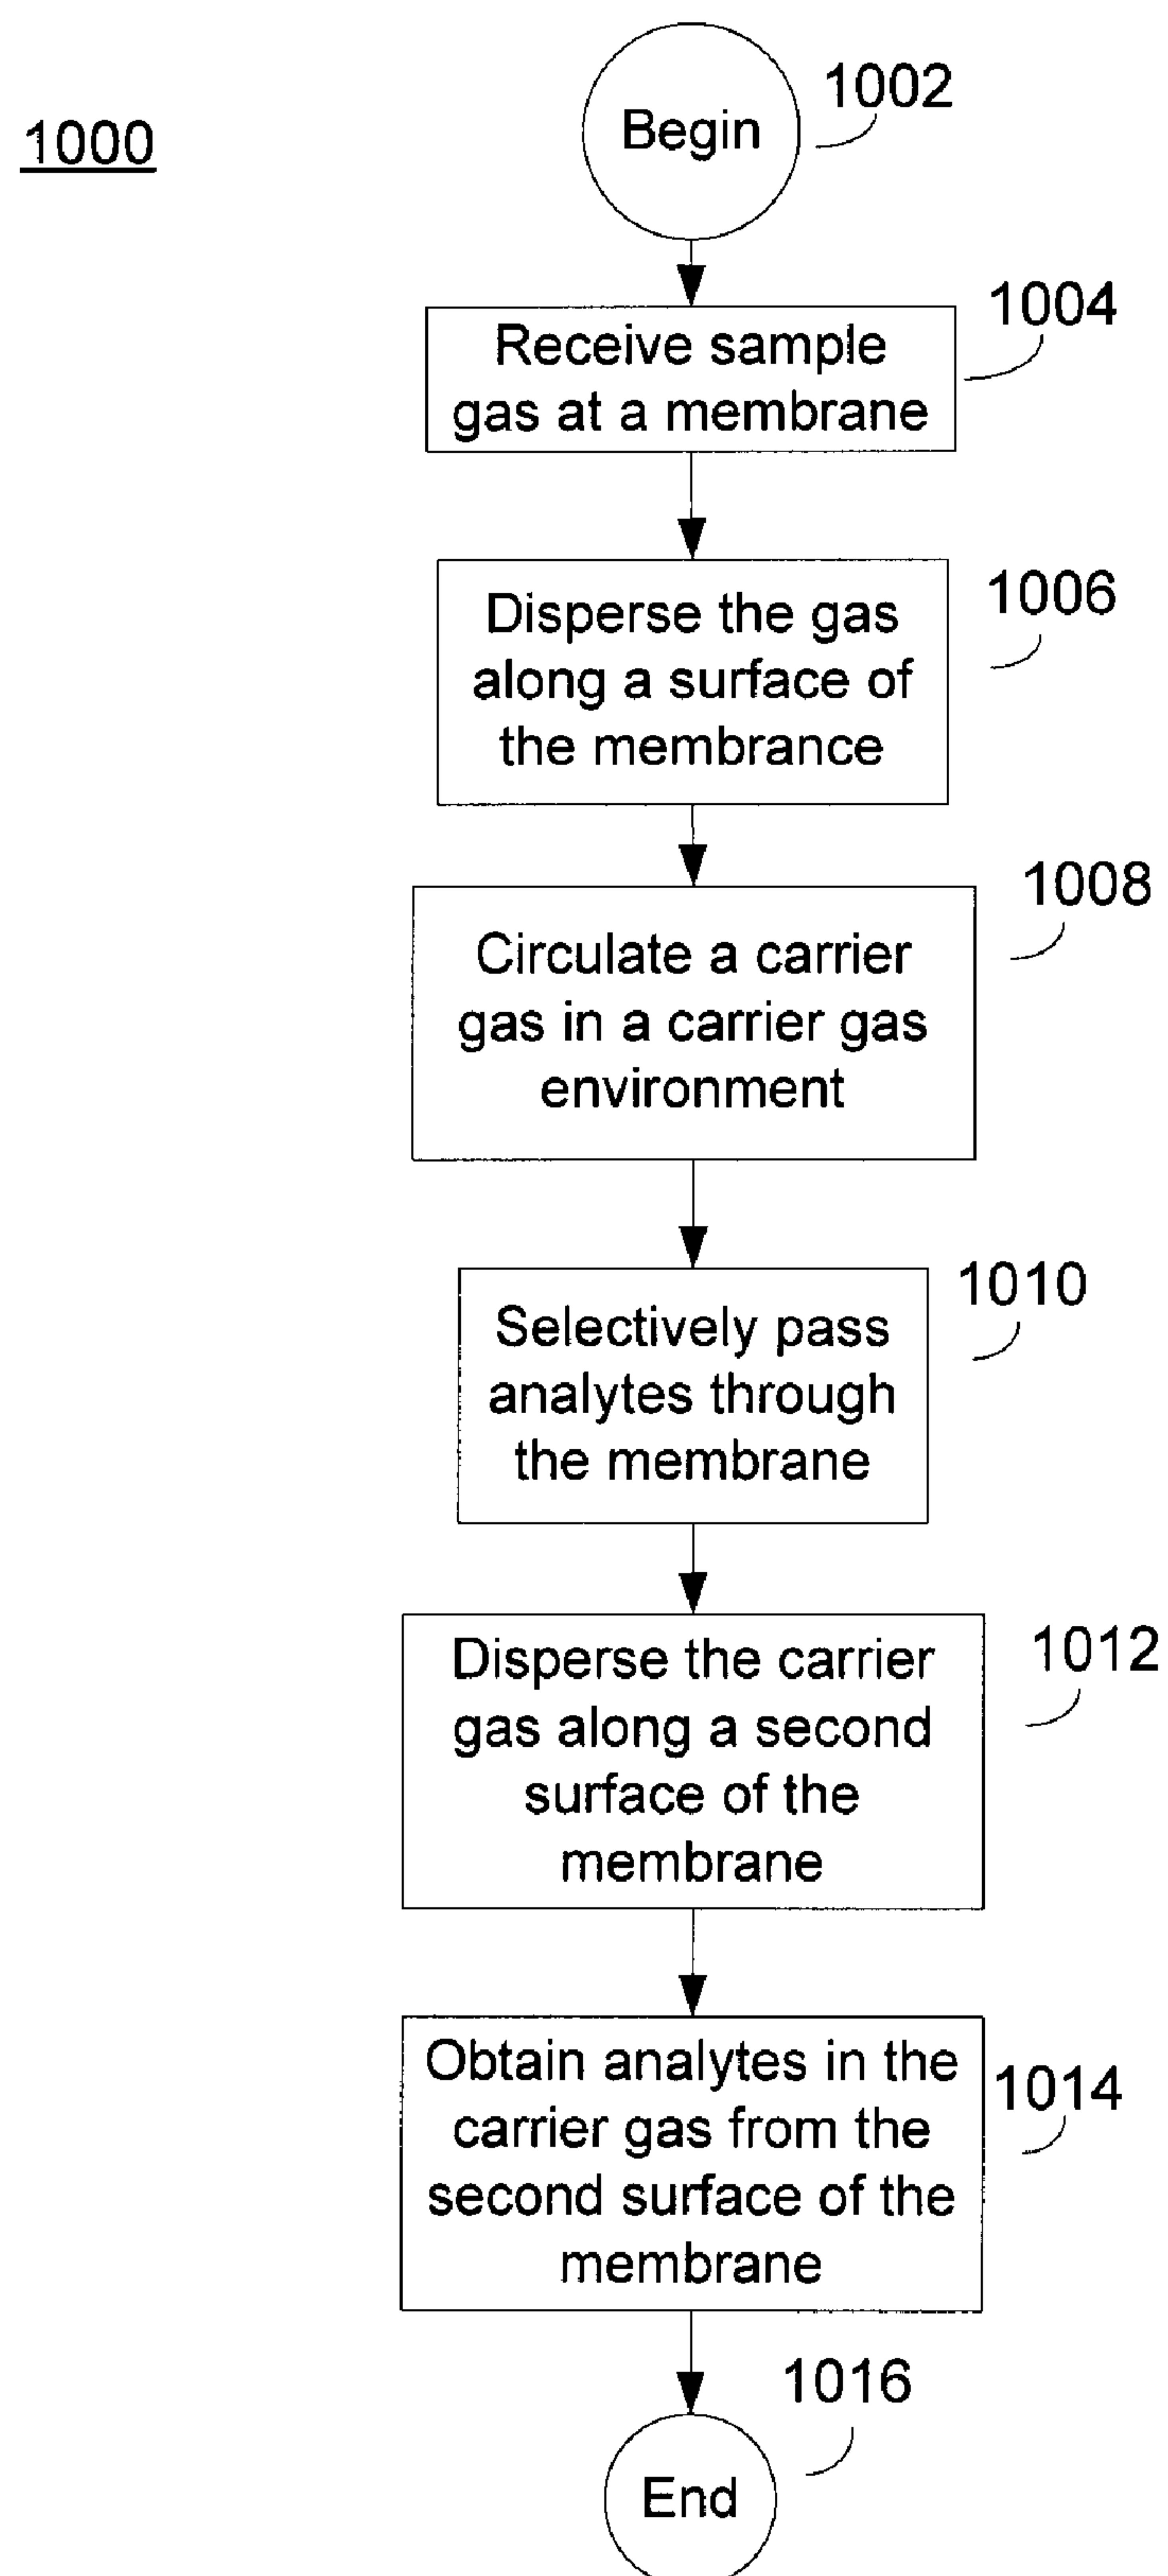 1000
Begin
1002
Receive sample
gas at a membrane
1004
Disperse the gas
along a surface of
the membrance
1006
Circulate a carrier
gas in a carrier gas
environment
1008
Selectively pass
analytes through
the membrane
1010
Disperse the carrier
gas along a second
surface of the
membrane
1012
Obtain analytes in the
carrier gas from the
second surface of the
membrane
1014
End
1016